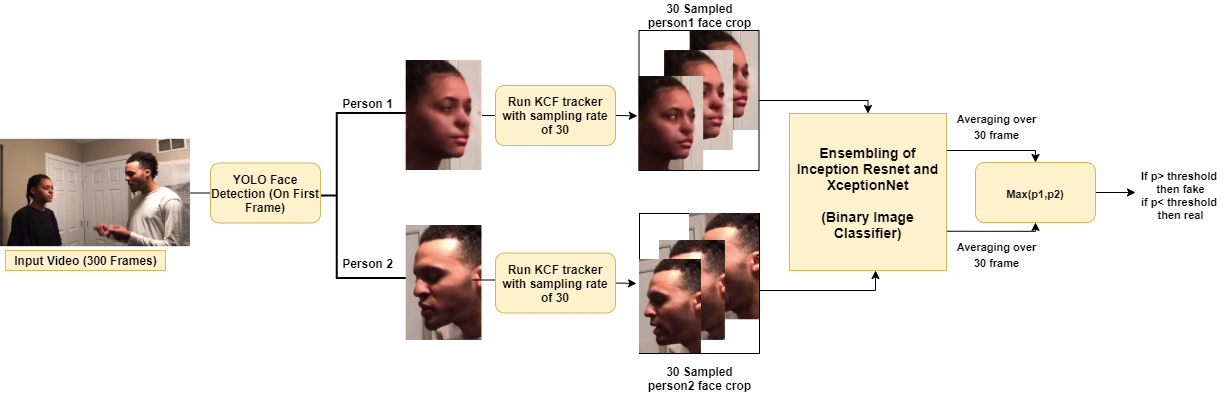 Input Video (300 Frames)
YOLO Face
Detection (On First
Frame)
Person 1
Run KCF tracker
with sampling rate
of 30
30 Sampled
person1 face crop
Person 2
Run KCF tracker
with sampling rate
of 30
30 Sampled
person2 face crop
Ensembling of
Inception Resnet and
XceptionNet
(Binary Image
Classifier)
Averaging over
30 frame
Averaging over
30 frame
Max(p1,p2)
If p> threshold
then fake
if p< threshold
then real